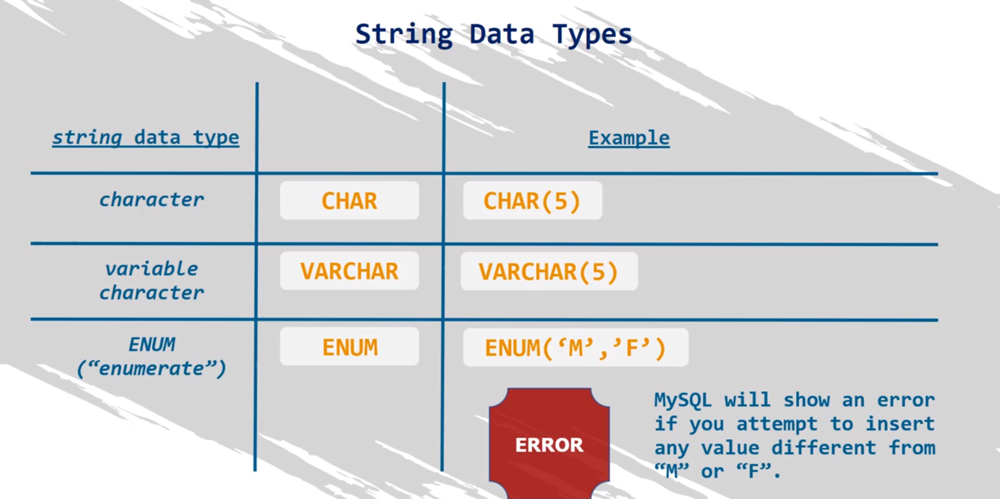 String Data Types
string data type
Example
character
CHAR
CHAR(5)
variable
character
VARCHAR
VARCHAR(5)
ENUM
(“enumerate”)
ENUM
ENUM(‘M’,’F’)
ERROR
MySQL will show an error
if you attempt to insert
any value different from
“M” or “F”.